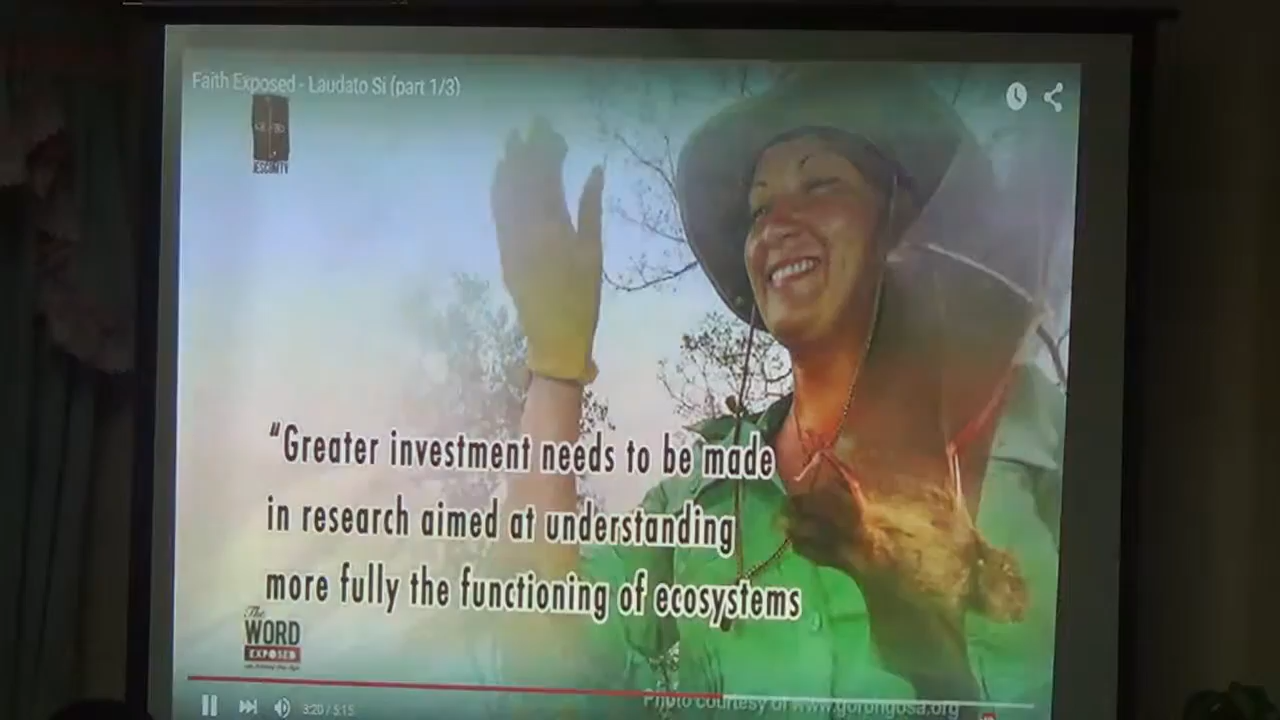 Faith Exposed - Laudato Si (part 1/3)
JESCOMTV
“Greater investment needs to be made
in research aimed at understanding
more fully the functioning of ecosystems
The
WORD
EXPOSED
3:20 / 5:15
Photo courtesy of www.gorongosa.org